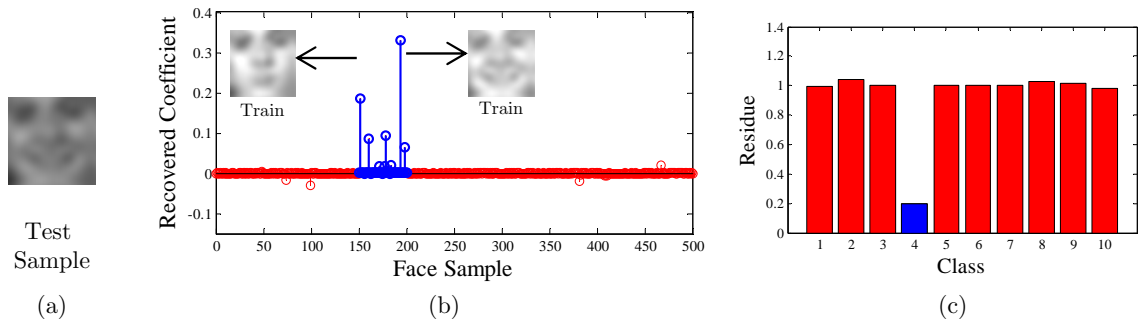 Test
Sample
(a)
Recovered Coefficient
0.4
0.3
0.2
0.1
0
-0.1
Train
Train
0 50 100 150 200 250 300 350 400 450 500
Face Sample
(b)
Residue
1.4
1.2
1
0.8
0.6
0.4
0.2
0
1 2 3 4 5 6 7 8 9 10
Class
(c)